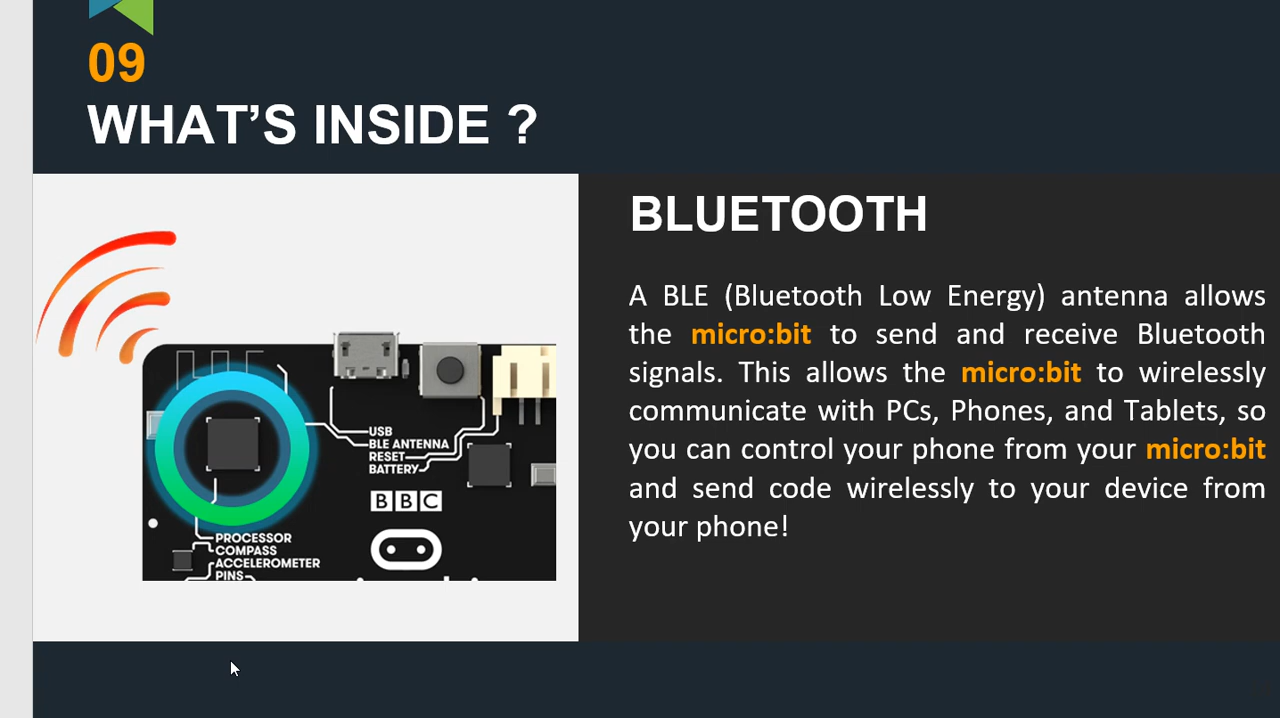 09
WHAT’S INSIDE ?
BLUETOOTH
A BLE (Bluetooth Low Energy) antenna allows
the micro:bit to send and receive Bluetooth
signals. This allows the micro:bit to wirelessly
communicate with PCs, Phones, and Tablets, so
you can control your phone from your micro:bit
and send code wirelessly to your device from
your phone!
USB
BLE ANTENNA
RESET
BATTERY
BBC
PROCESSOR
COMPASS
ACCELEROMETER
PINS